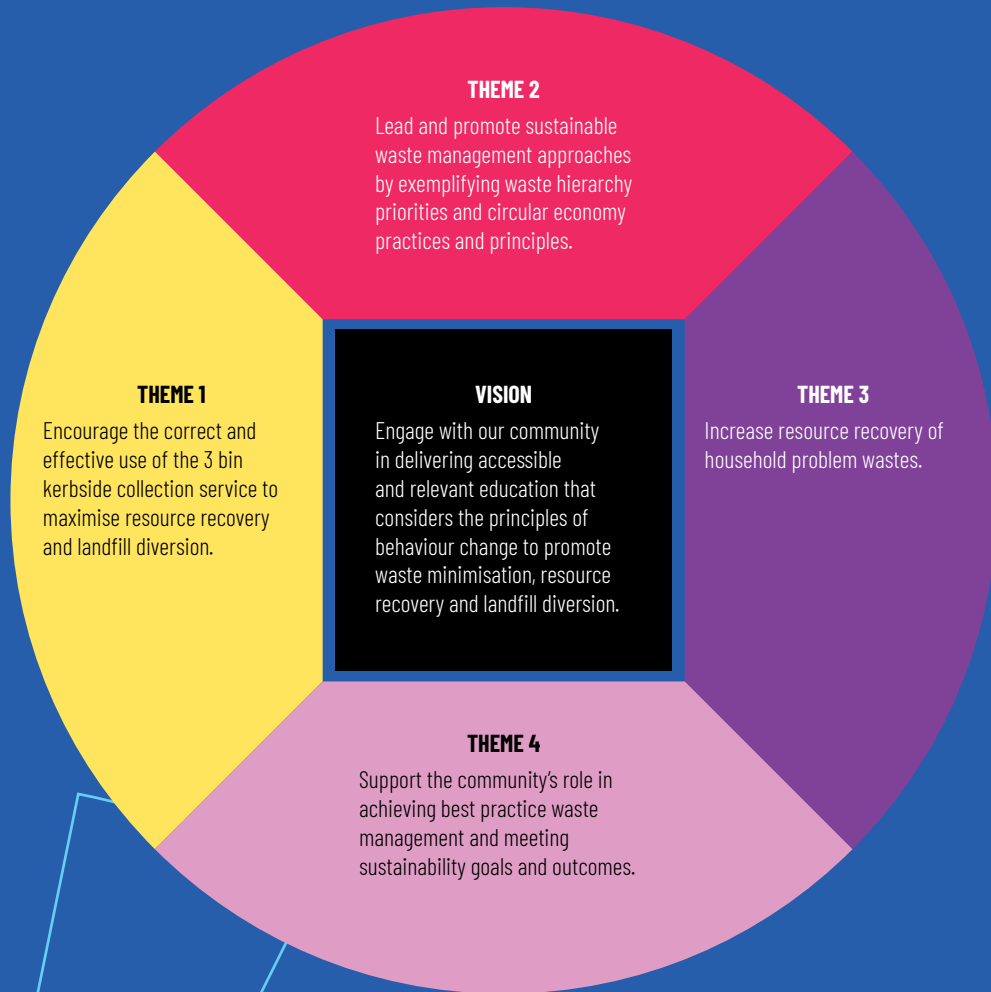 THEME 2
Lead and promote sustainable
waste management approaches
by exemplifying waste hierarchy
priorities and circular economy
practices and principles.
THEME 1
Encourage the correct and
effective use of the 3 bin
kerbside collection service to
maximise resource recovery
and landfill diversion.
VISION
Engage with our community
in delivering accessible
and relevant education that
considers the principles of
behaviour change to promote
waste minimisation, resource
recovery and landfill diversion.
THEME 3
Increase resource recovery of
household problem wastes.
THEME 4
Support the community's role in
achieving best practice waste
management and meeting
sustainability goals and outcomes.